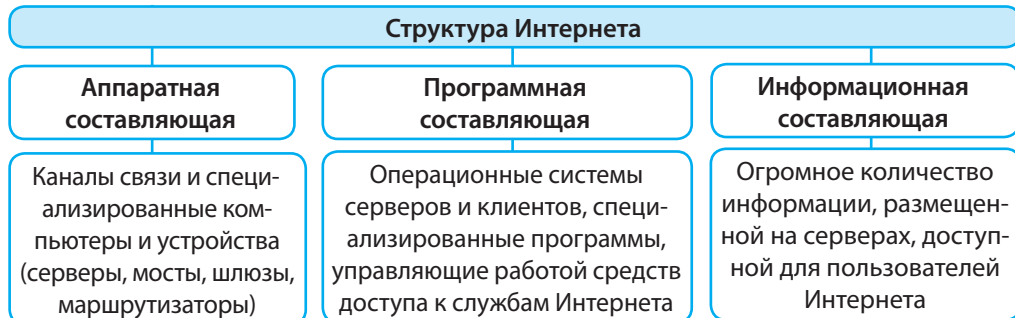 Структура Интернета
Аппаратная
составляющая
Программная
составляющая
Информационная
составляющая
Каналы связи и специ-
ализированные ком-
пьютеры и устройства
(серверы, мосты, шлюзы,
маршрутизаторы)
Операционные системы
серверов и клиентов, специ-
ализированные программы,
управляющие работой средств
доступа к службам Интернета
Огромное количество
информации, размещен-
ной на серверах, доступ-
ной для пользователей
Интернета